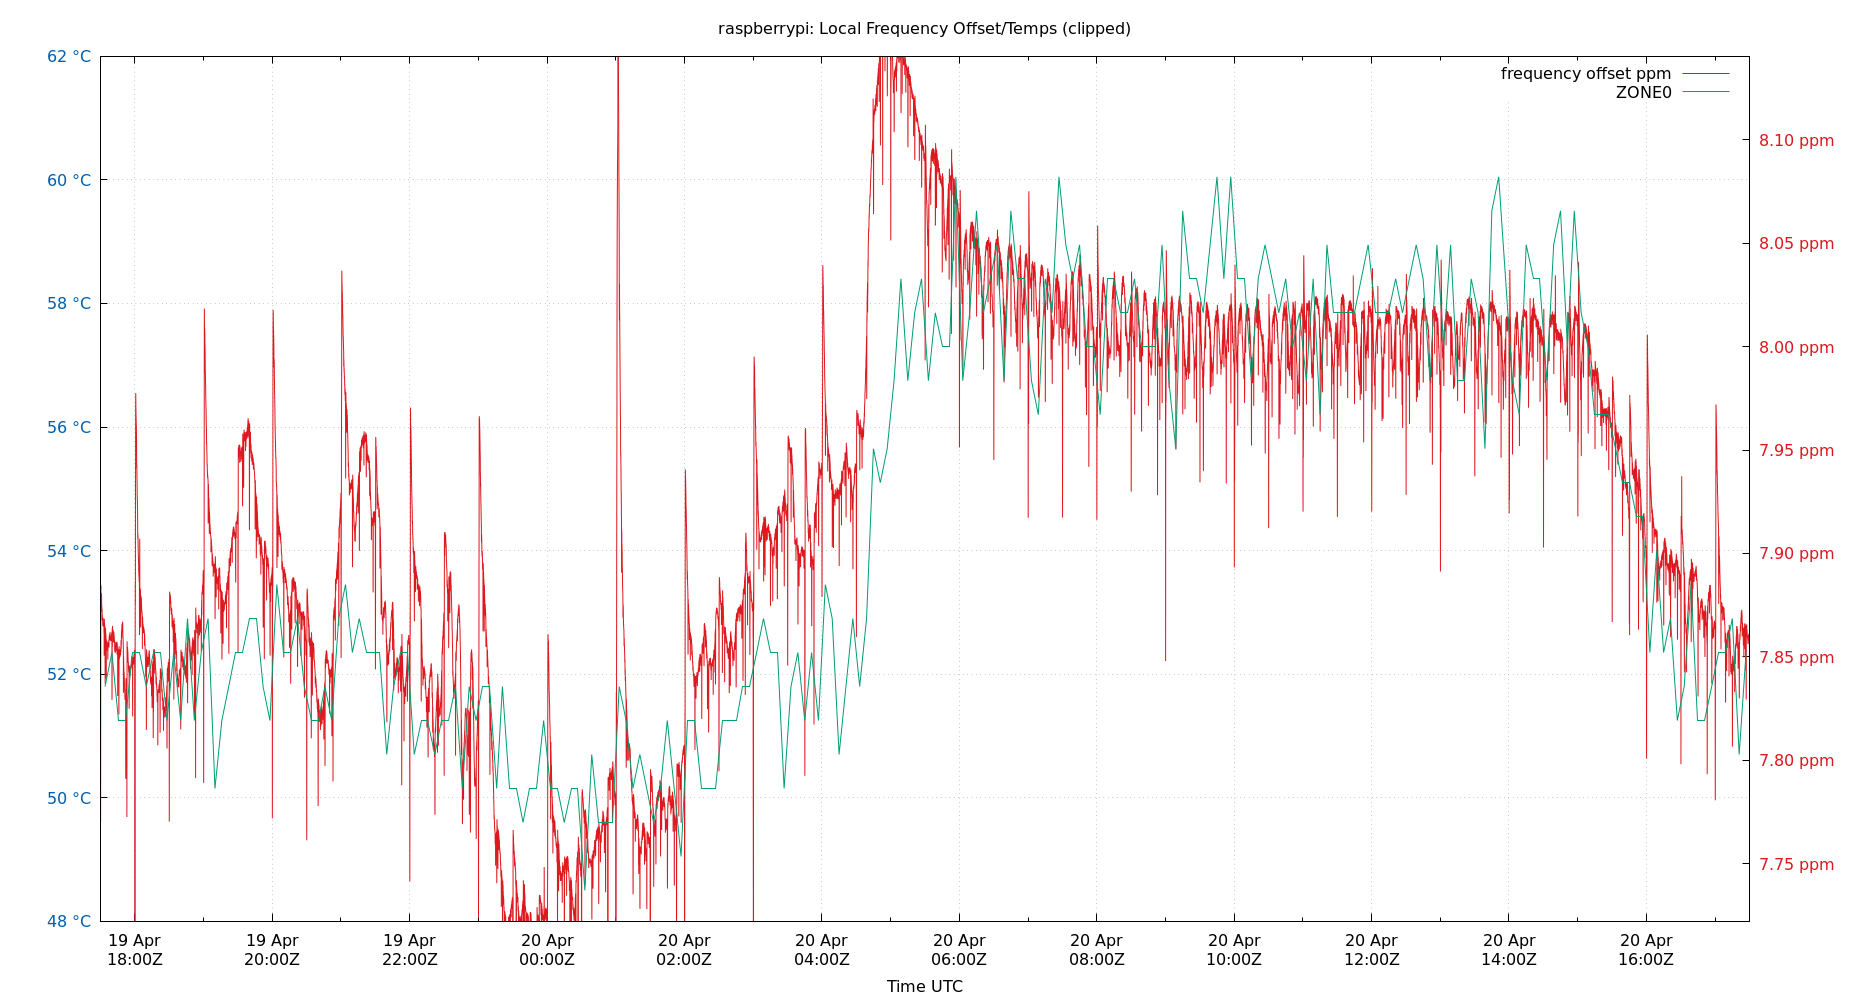 raspberrypi: Local Frequency Offset/Temps (clipped)
62 °C
60 °C
58 °C
56 °C
54 °C
52 °C
50 °C
48 °C
frequency offset ppm
ZONE0
8.10 ppm
8.05 ppm
8.00 ppm
7.95 ppm
7.90 ppm
7.85 ppm
7.80 ppm
7.75 ppm
19 Apr 19 Apr 19 Apr 20 Apr 20 Apr 20 Apr 20 Apr 20 Apr 20 Apr 20 Apr 20 Apr 20 Apr
18:00Z 20:00Z 22:00Z 00:00Z 02:00Z 04:00Z 06:00Z 08:00Z 10:00Z 12:00Z 14:00Z 16:00Z
Time UTC